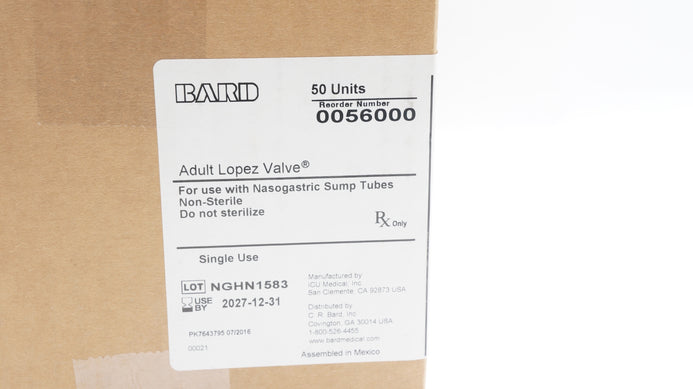 BARD
50 Units
Reorder Number
0056000
Adult Lopez Valve®
For use with Nasogastric Sump Tubes
Non-Sterile
Do not sterilize
Rx Only
Single Use
LOT NGHN1583
USE BY 2027-12-31
Manufactured by
ICU Medical, Inc.
San Clemente, CA 92873 USA
Distributed by
C. R. Bard, Inc.
Covington, GA 30014 USA
1-800-526-4455
www.bardmedical.com
PK7643795 07/2016
00021
Assembled in Mexico